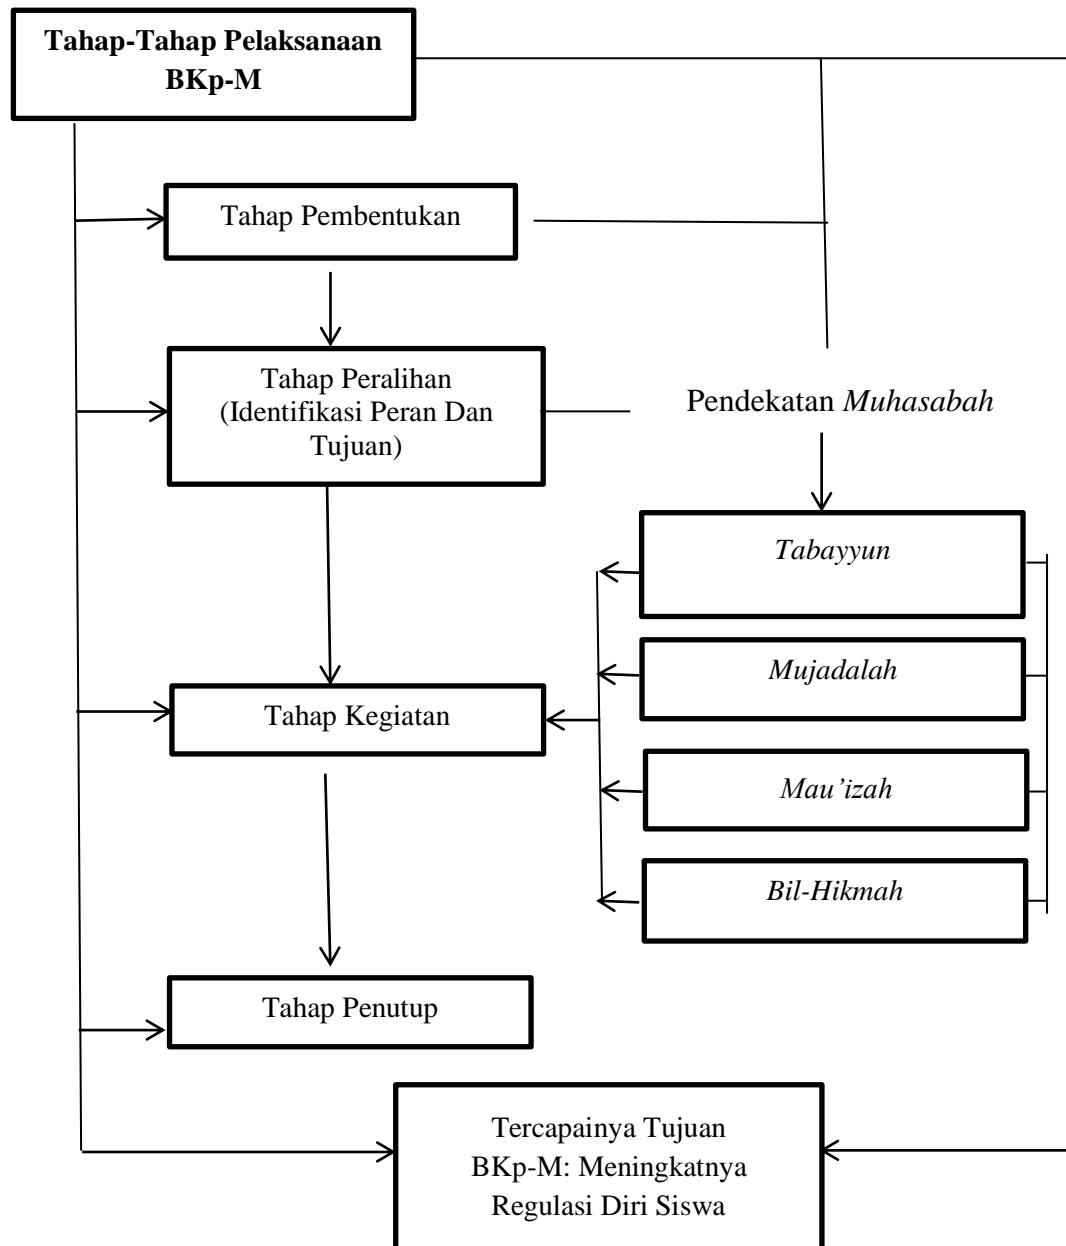 Tahap-Tahap Pelaksanaan
BKp-M
Tahap Pembentukan
Tahap Peralihan
(Identifikasi Peran Dan
Tujuan)
Pendekatan Muhasabah
Tabayyun
Mujadalah
Tahap Kegiatan
Mau’izah
Bil-Hikmah
Tahap Penutup
Tercapainya Tujuan
BKp-M: Meningkatnya
Regulasi Diri Siswa